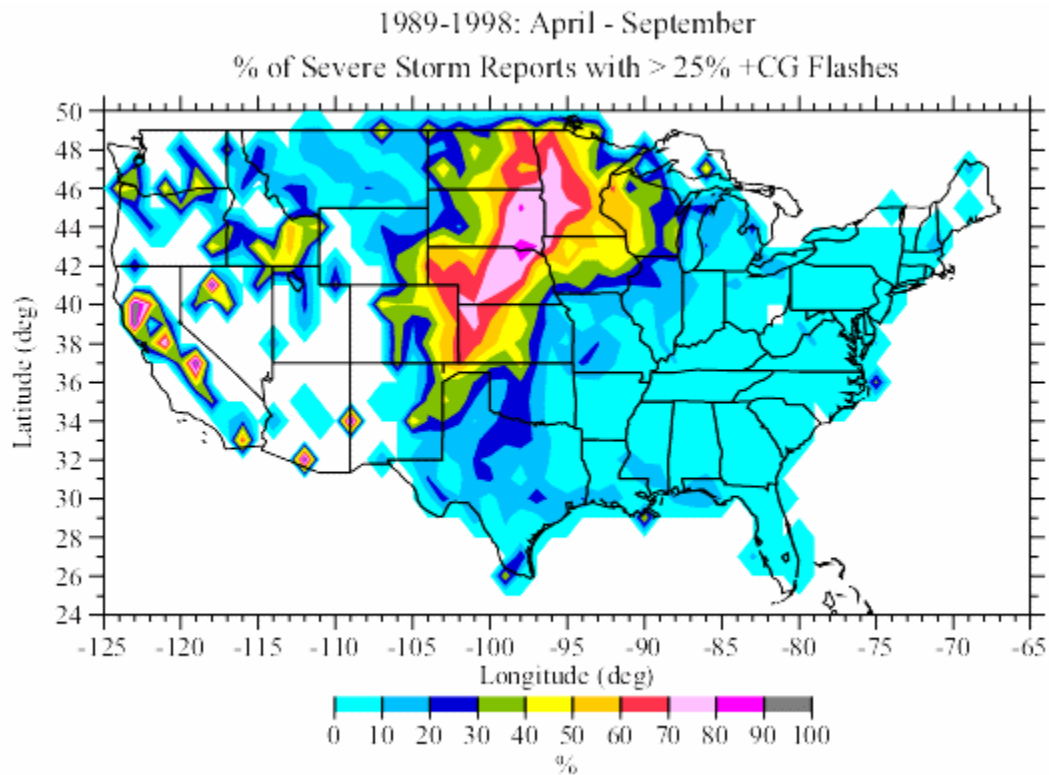 1989-1998: April - September
% of Severe Storm Reports with > 25% +CG Flashes
50
48
46
44
42
40
38
36
34
32
30
28
26
24
Latitude (deg)
-125 -120 -115 -110 -105 -100 -95 -90 -85 -80 -75 -70 -65
Longitude (deg)
0 10 20 30 40 50 60 70 80 90 100
%